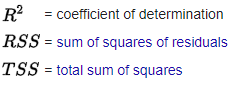 R² = coefficient of determination
RSS = sum of squares of residuals
TSS = total sum of squares